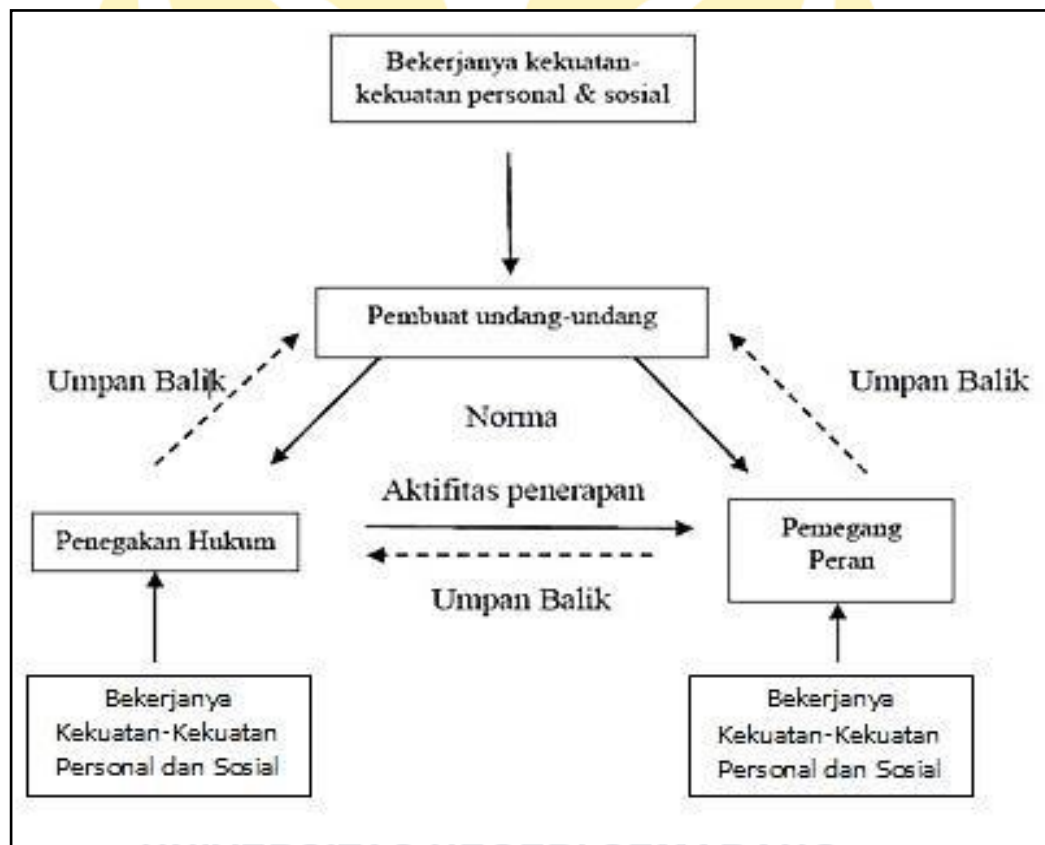 Bekerjanya kekuatan-
kekuatan personal & sosial
Pembuat undang-undang
Umpan Balik
Umpan Balik
Norma
Aktifitas penerapan
Penegakan Hukum
Pemegang
Peran
Umpan Balik
Bekerjanya
Kekuatan-Kekuatan
Personal dan Sosial
Bekerjanya
Kekuatan-Kekuatan
Personal dan Sosial